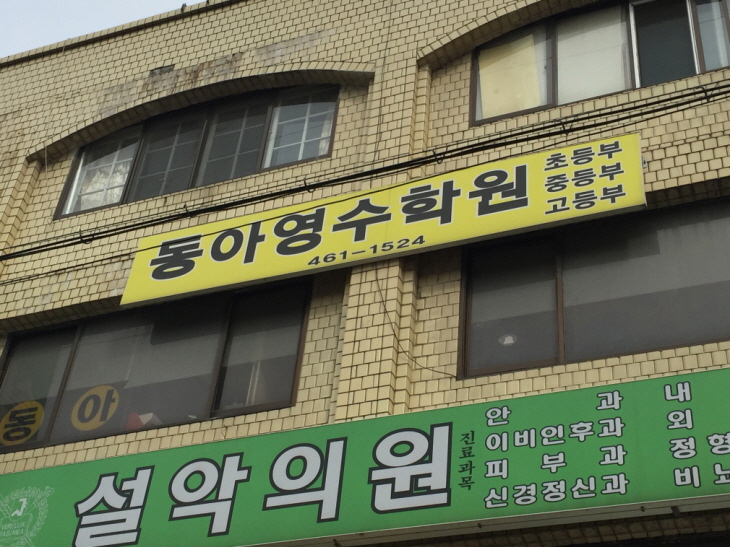 동아영수학원
초등부
중등부
고등부
461-1524
동 아
설악의원
진료과목
안 과 내
이비인후과 외
피 부 과 정형
신경정신과 비뇨